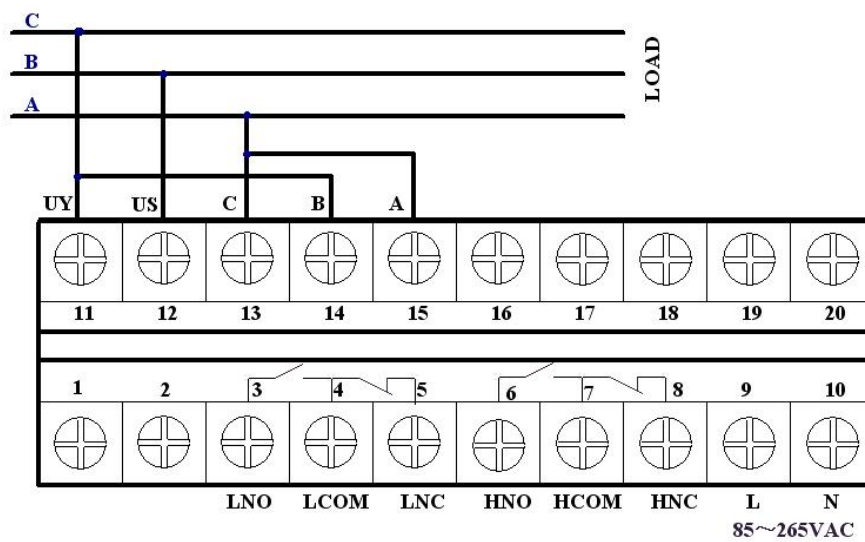 C
B
A
LOAD
UY US C B A
11 12 13 14 15 16 17 18 19 20
1 2 3 4 5 6 7 8 9 10
LNO LCOM LNC HNO HCOM HNC L N
85～265VAC